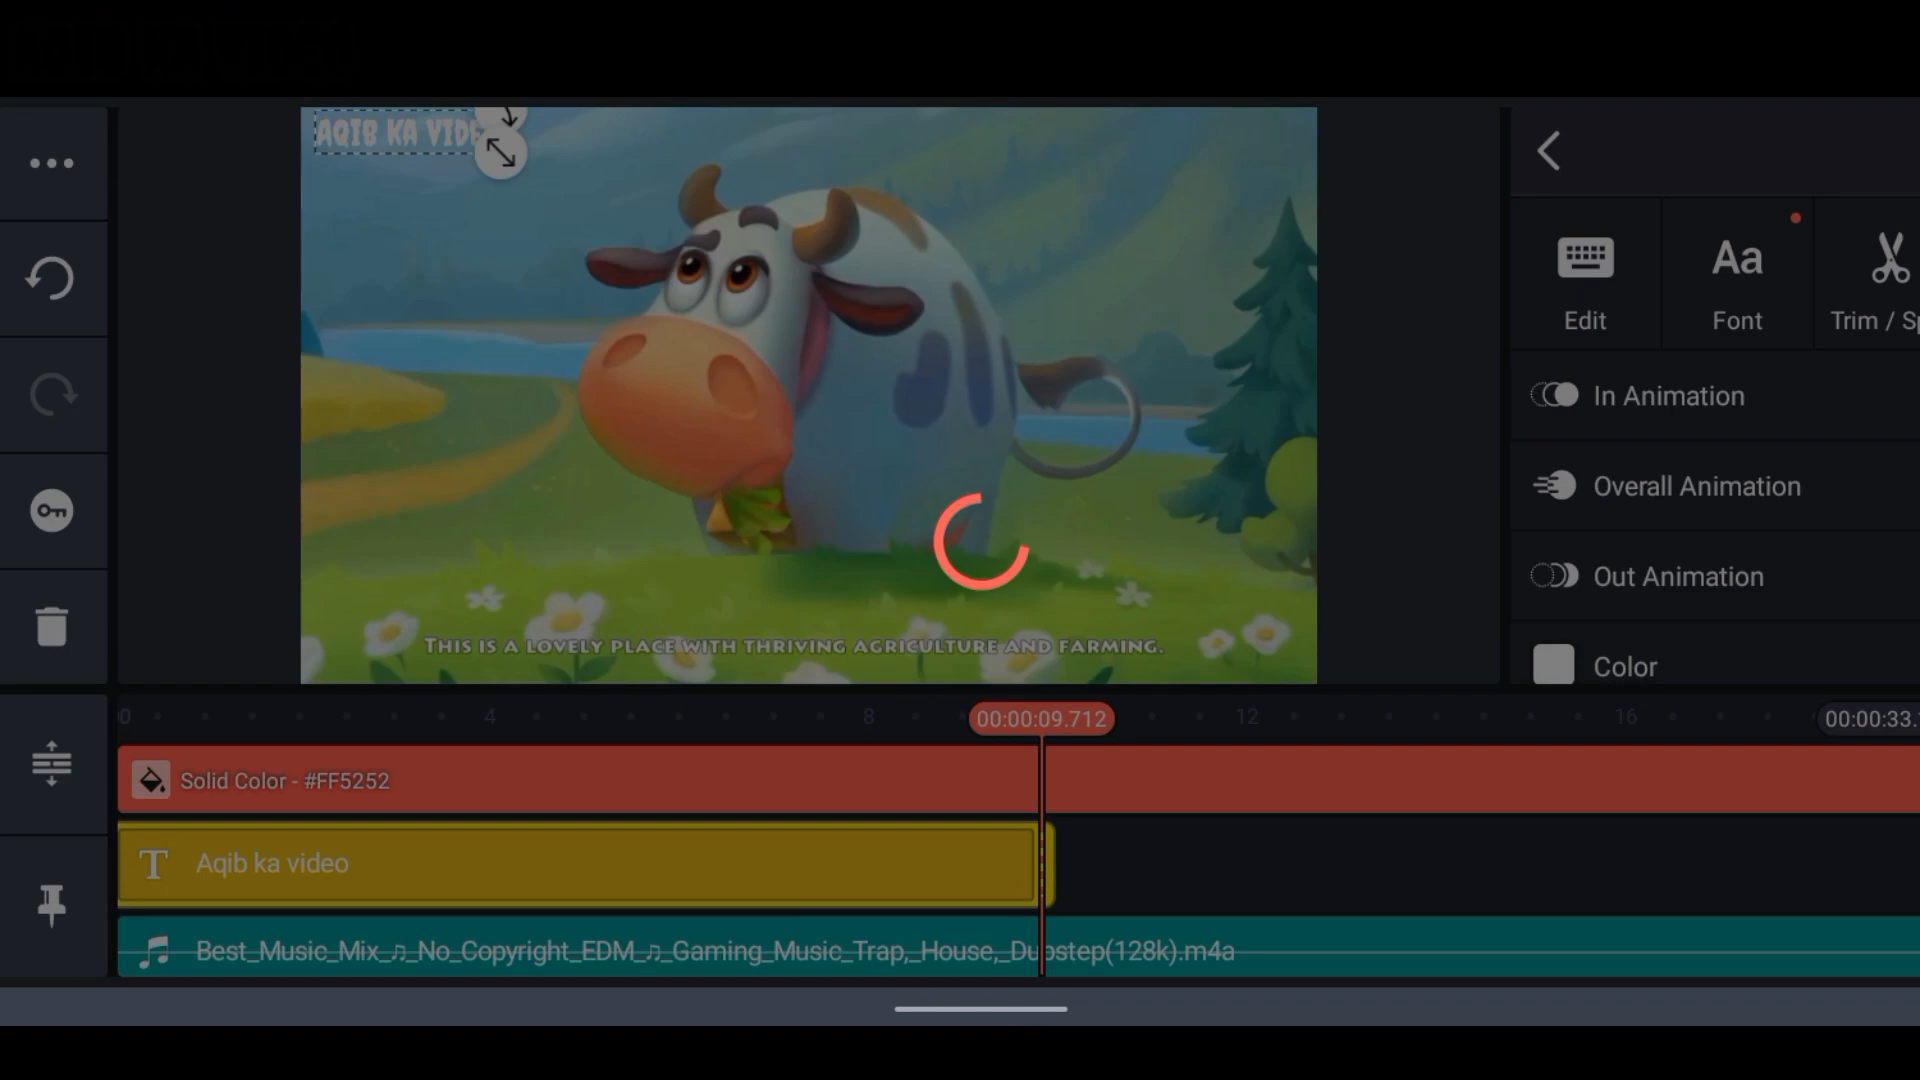 AQIB KA VIDE
Edit
Font
Trim / Sp
In Animation
Overall Animation
Out Animation
THIS IS A LOVELY PLACE WITH THRIVING AGRICULTURE AND FARMING.
Color
0
4
8
00:00:09.712
12
16
00:00:33.
Solid Color - #FF5252
Aqib ka video
Best_Music_Mix_♫_No_Copyright_EDM_♫_Gaming_Music_Trap,_House,_Dubstep(128k).m4a